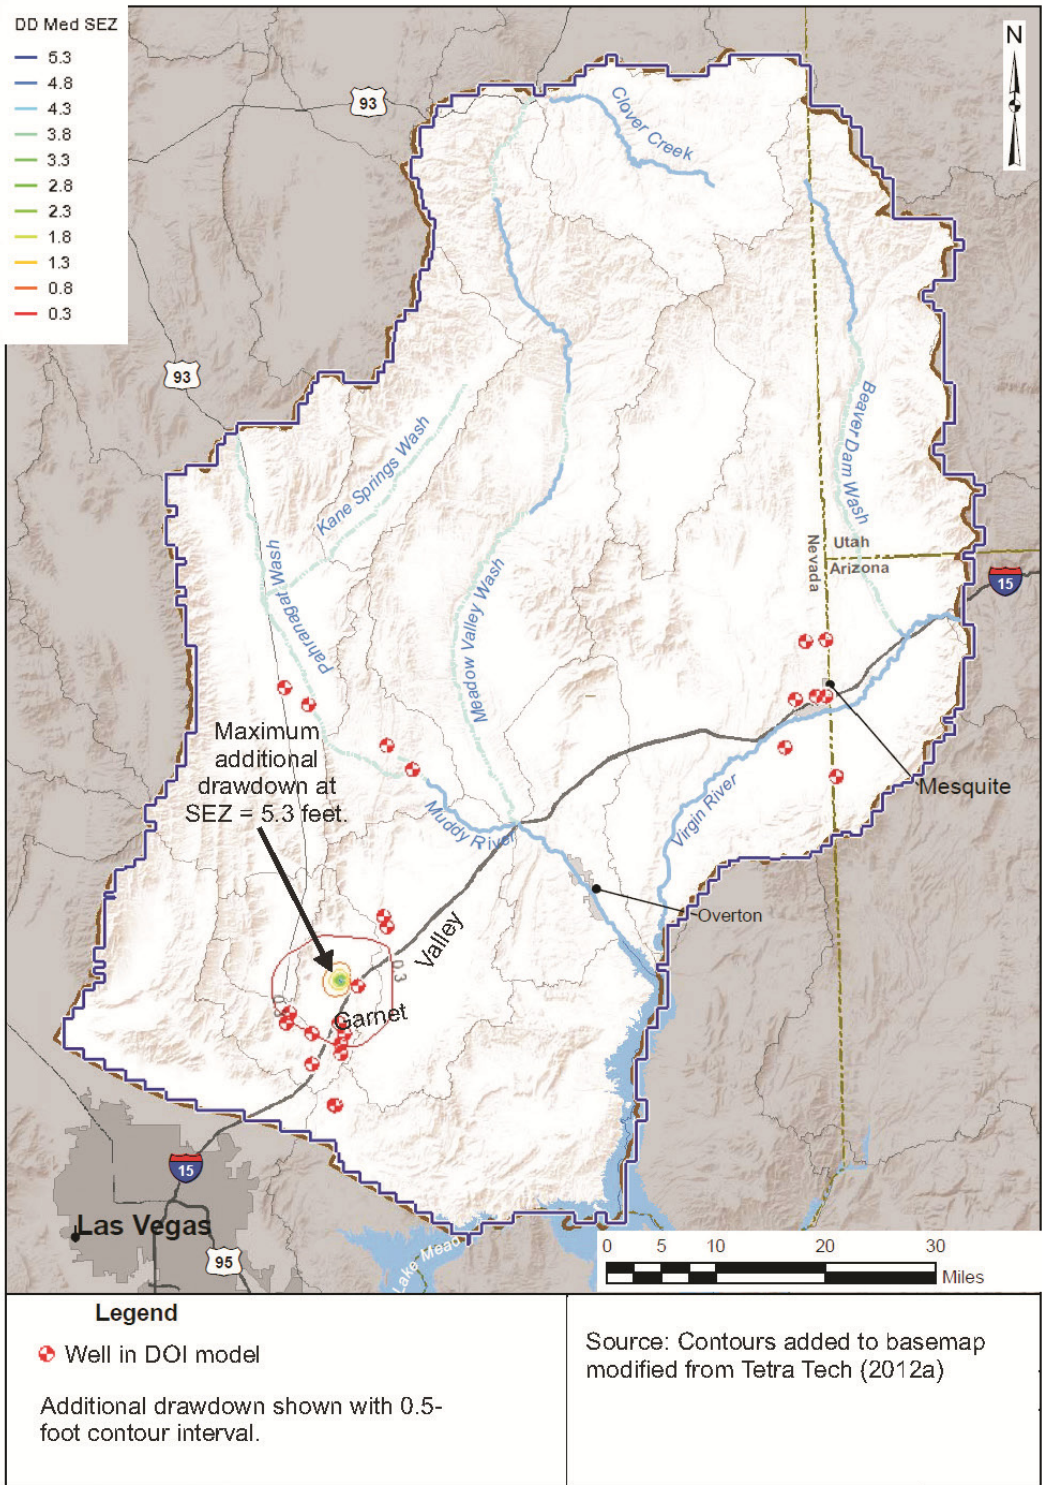 DD Med SEZ
5.3
4.8
4.3
3.8
3.3
2.8
2.3
1.8
1.3
0.8
0.3
N
93
Clover Creek
93
Kane Springs Wash
Beaver Dam Wash
Pahranagat Wash
Meadow Valley Wash
Nevada
Utah
Arizona
15
Maximum
additional
drawdown at
SEZ = 5.3 feet.
Mesquite
Muddy River
Virgin River
Overton
Valley
0.3
0.3
Garnet
15
Las Vegas
95
Lake Mead
0 5 10 20 30
Miles
Legend
Well in DOI model
Additional drawdown shown with 0.5-
foot contour interval.
Source: Contours added to basemap
modified from Tetra Tech (2012a)